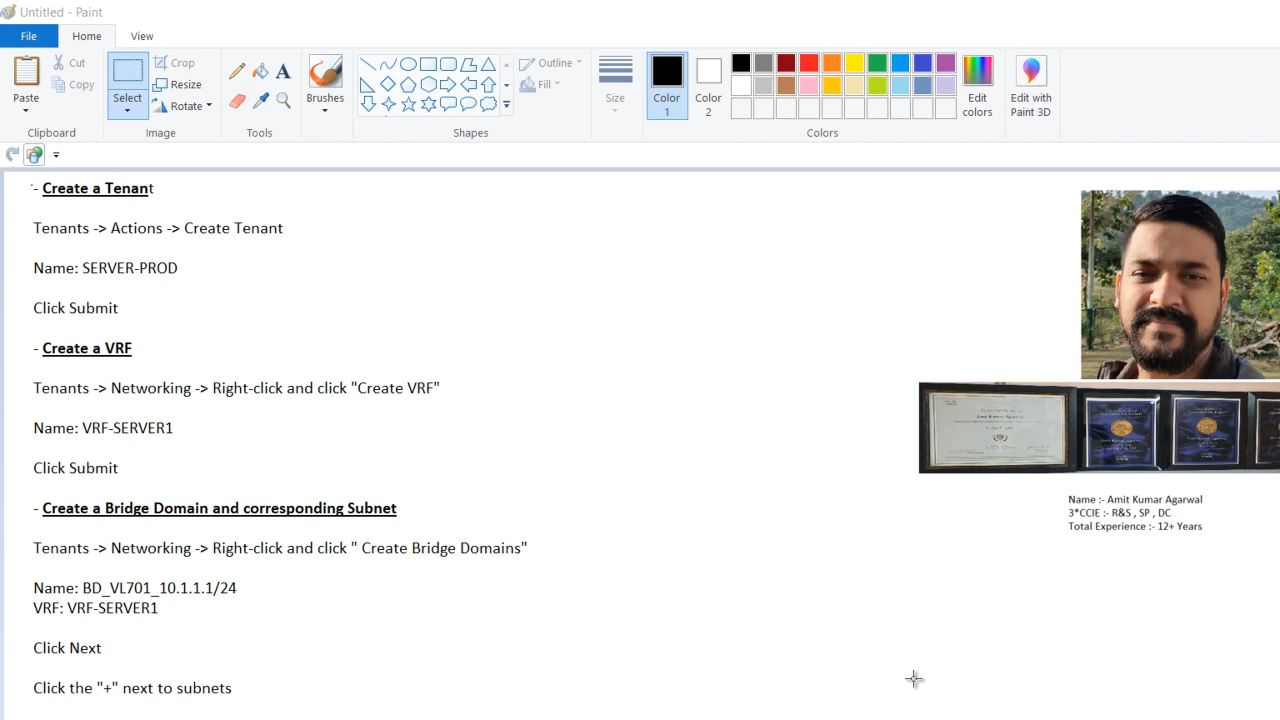 Untitled - Paint
File
Home
View
Paste
Cut
Copy
Clipboard
Select
Crop
Resize
Rotate
Image
Tools
Brushes
Shapes
Outline
Fill
Size
Color 1
Color 2
Edit colors
Edit with Paint 3D
Colors
- Create a Tenant
Tenants -> Actions -> Create Tenant
Name: SERVER-PROD
Click Submit
- Create a VRF
Tenants -> Networking -> Right-click and click "Create VRF"
Name: VRF-SERVER1
Click Submit
- Create a Bridge Domain and corresponding Subnet
Tenants -> Networking -> Right-click and click " Create Bridge Domains"
Name: BD_VL701_10.1.1.1/24
VRF: VRF-SERVER1
Click Next
Click the "+" next to subnets
Name :- Amit Kumar Agarwal
3*CCIE :- R&S , SP , DC
Total Experience :- 12+ Years